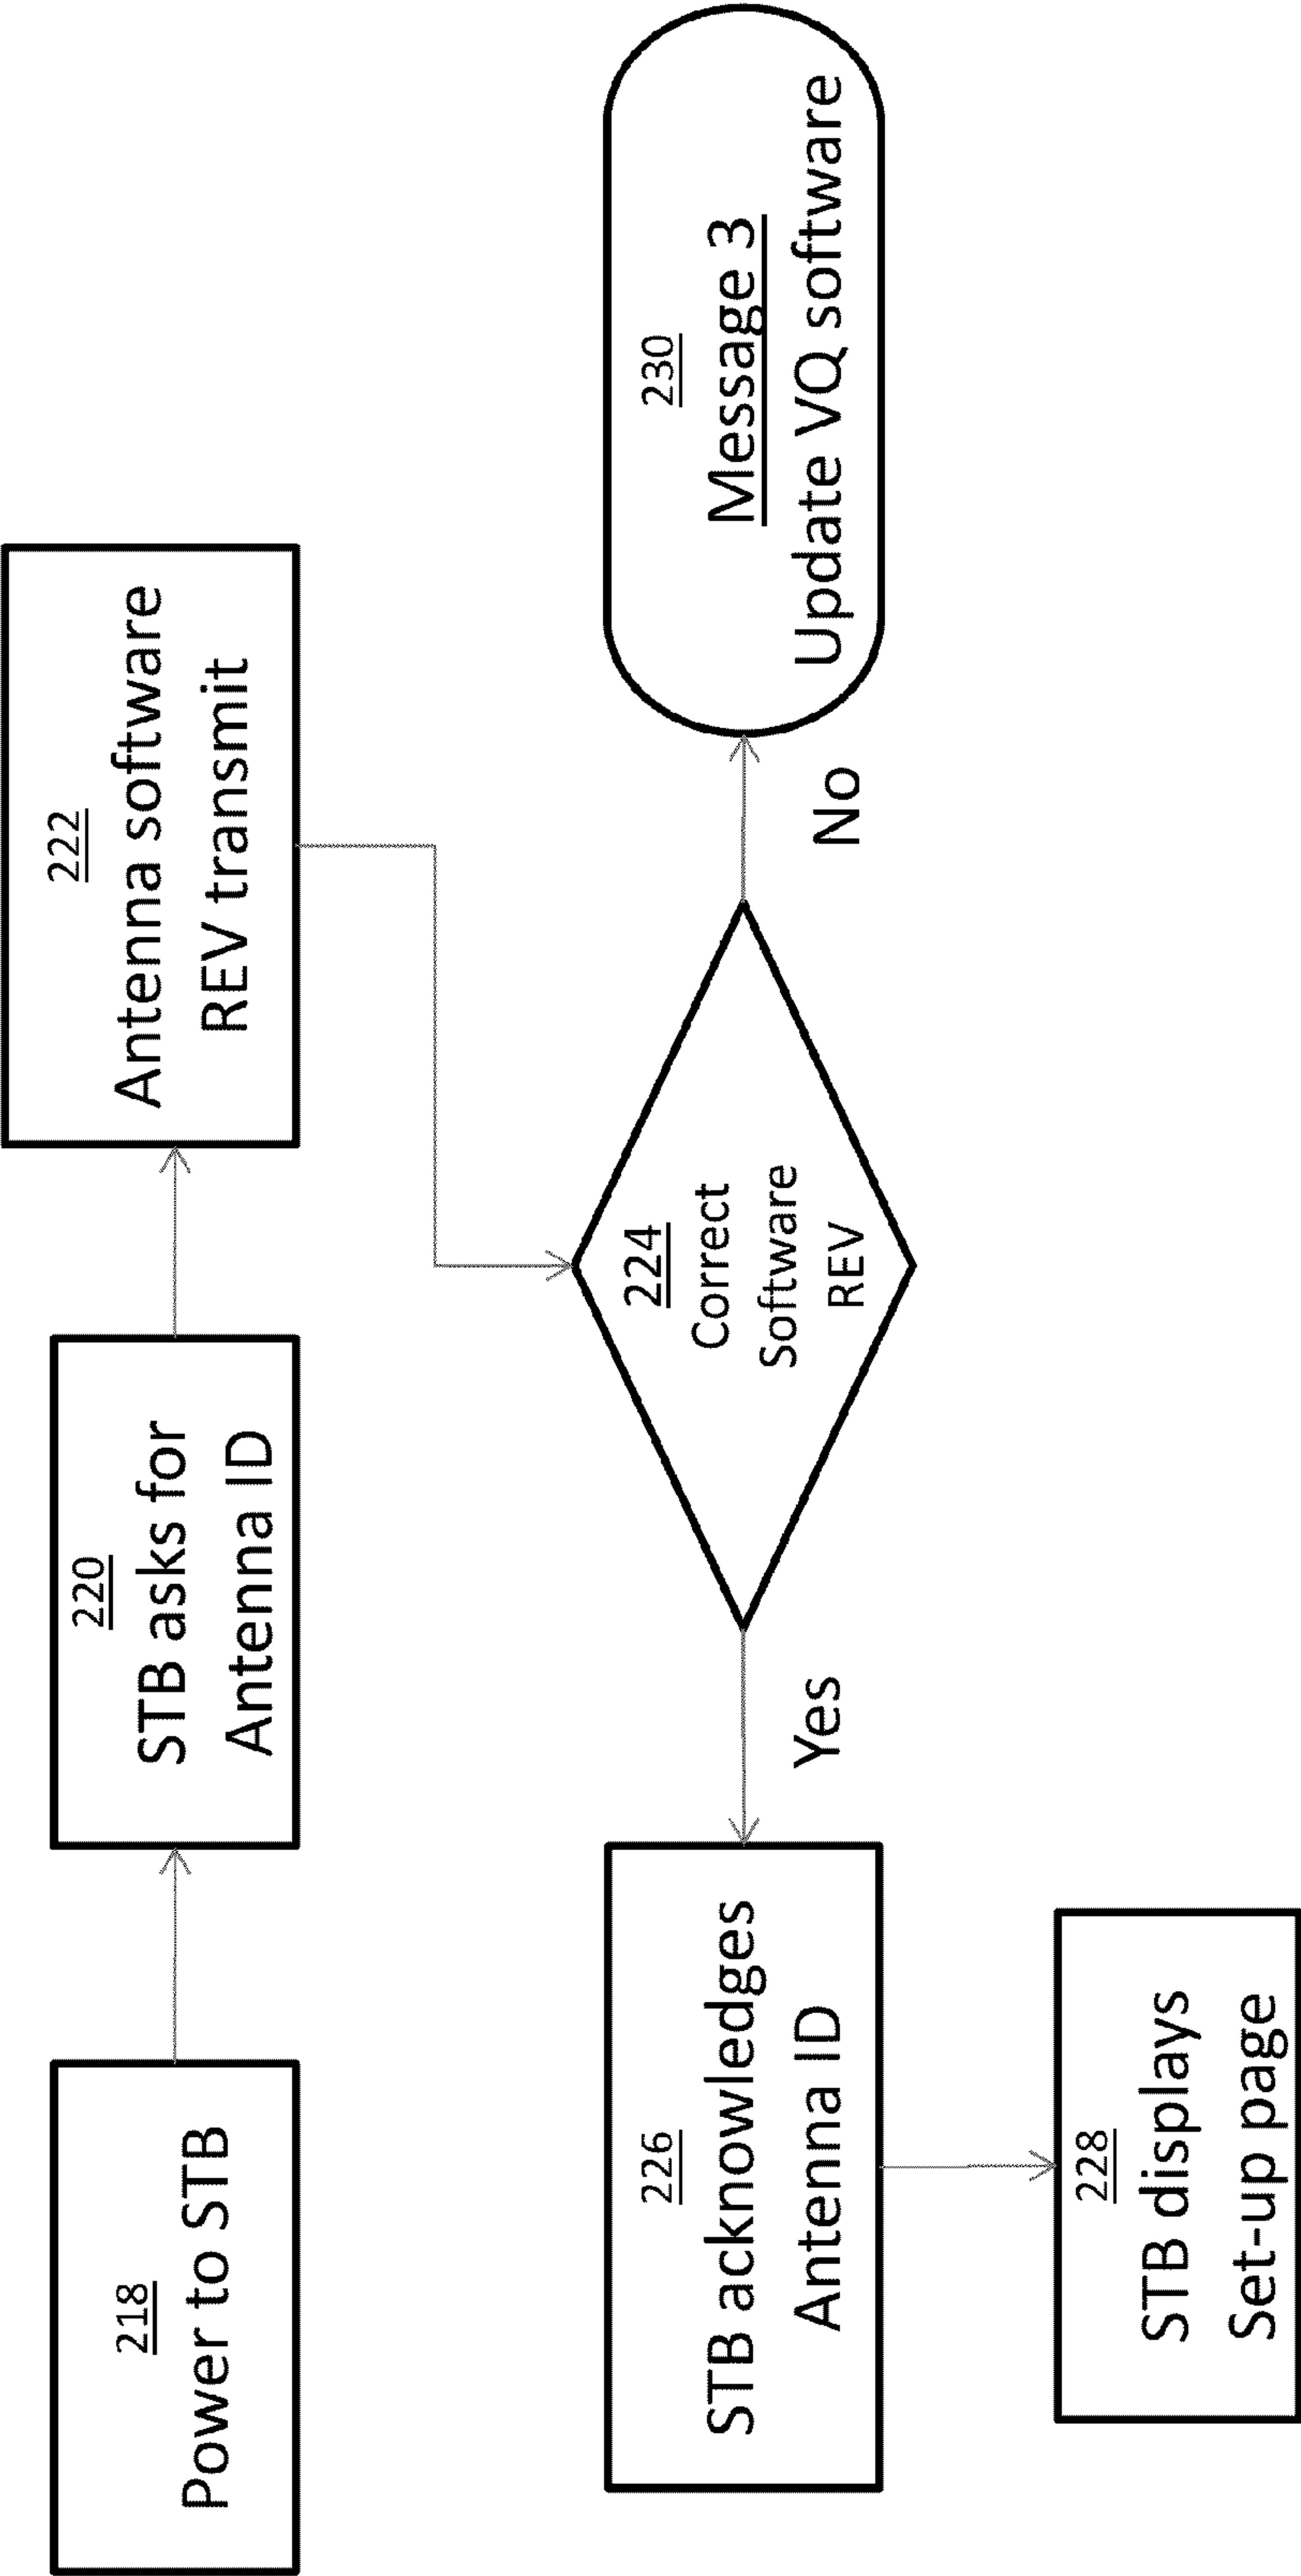 218
Power to STB
220
STB asks for
Antenna ID
222
Antenna software
REV transmit
224
Correct
Software
REV
Yes
No
226
STB acknowledges
Antenna ID
230
Message 3
Update VQ software
228
STB displays
Set-up page